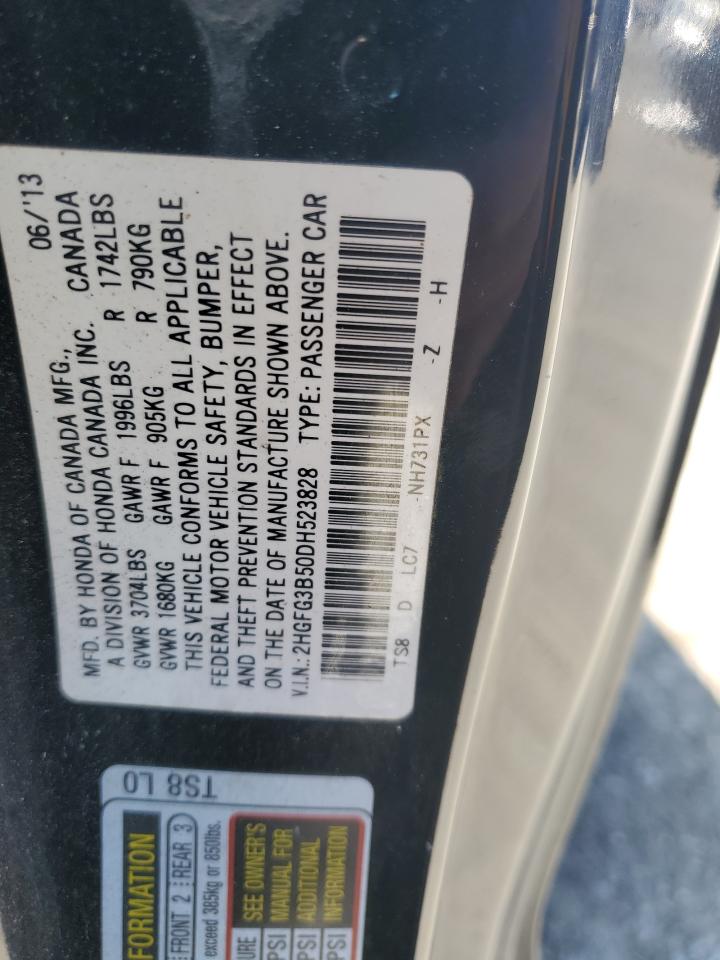 MFD. BY HONDA OF CANADA MFG., 06/'13
A DIVISION OF HONDA CANADA INC. CANADA
GVWR 3704LBS GAWR F 1996LBS R 1742LBS
GVWR 1680KG GAWR F 905KG R 790KG
THIS VEHICLE CONFORMS TO ALL APPLICABLE
FEDERAL MOTOR VEHICLE SAFETY, BUMPER,
AND THEFT PREVENTION STANDARDS IN EFFECT
ON THE DATE OF MANUFACTURE SHOWN ABOVE.
V.I.N.: 2HGFG3B50DH523828 TYPE: PASSENGER CAR
TS8 D LC7 -NH731PX -Z -H
TS8 L0
FORMATION
FRONT 2 REAR 3
exceed 385kg or 850lbs.
URE SEE OWNER'S
PSI MANUAL FOR
PSI ADDITIONAL
PSI INFORMATION